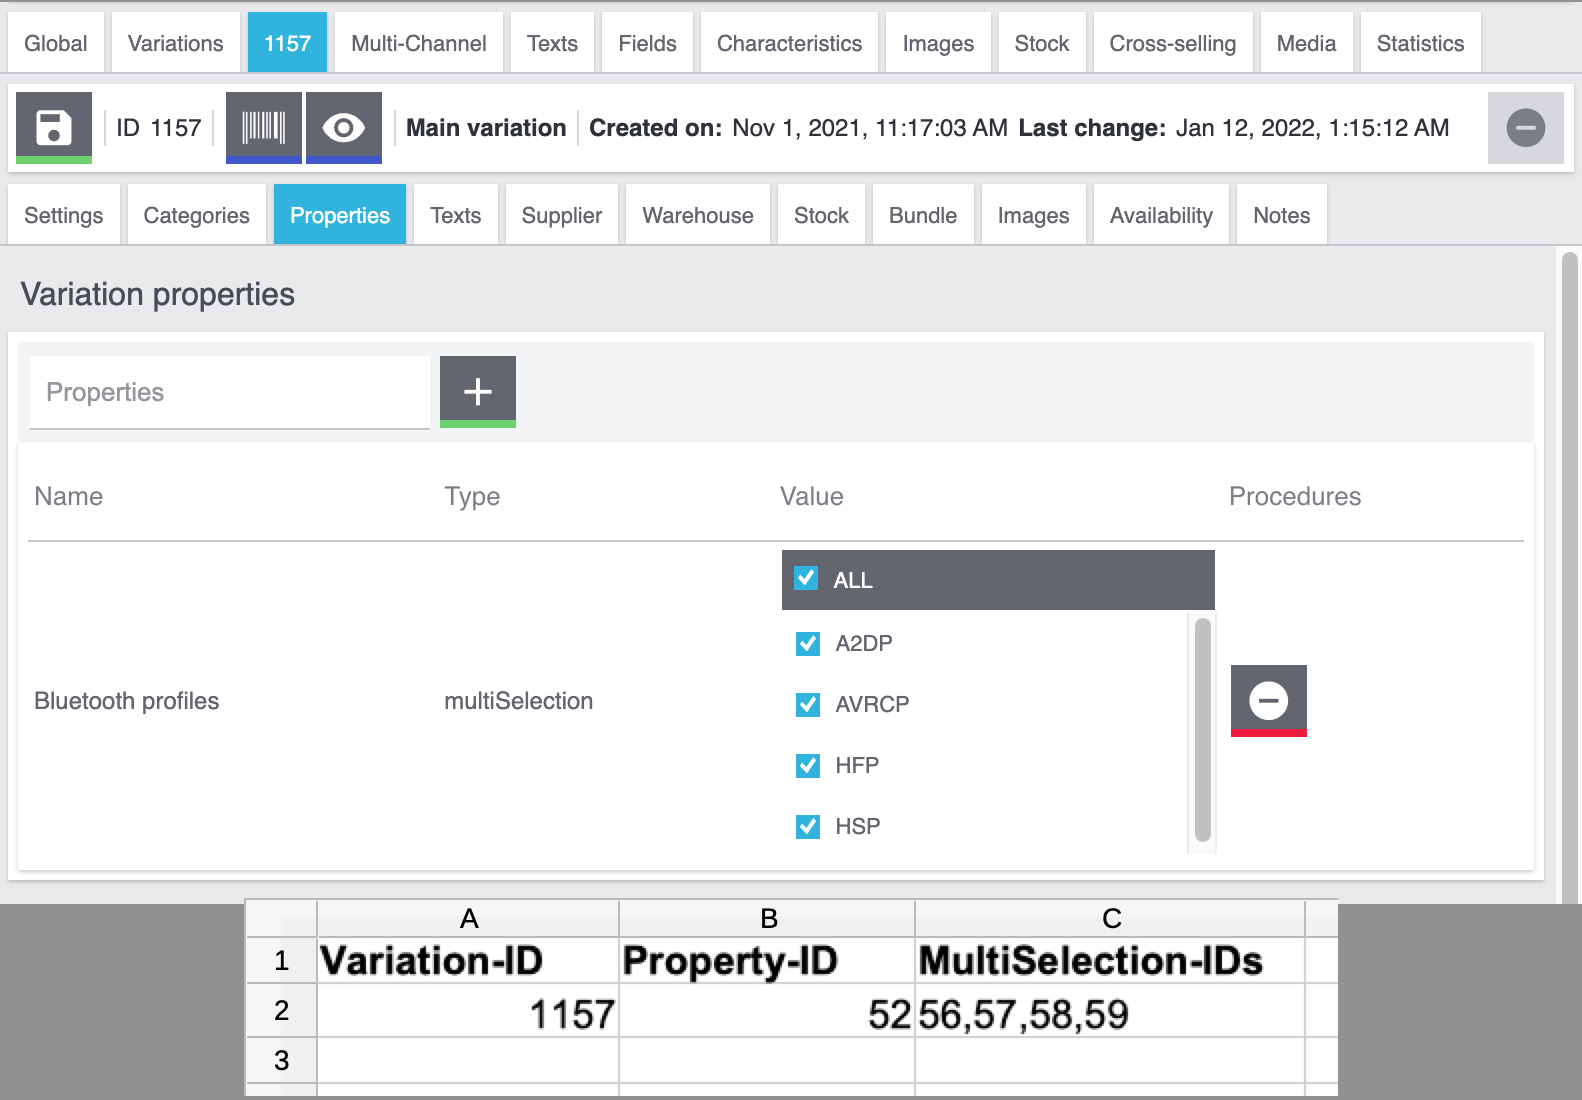 Global Variations 1157 Multi-Channel Texts Fields Characteristics Images Stock Cross-selling Media Statistics
ID 1157 Main variation Created on: Nov 1, 2021, 11:17:03 AM Last change: Jan 12, 2022, 1:15:12 AM
Settings Categories Properties Texts Supplier Warehouse Stock Bundle Images Availability Notes
Variation properties
Properties
Name Type Value Procedures
ALL
A2DP
Bluetooth profiles multiSelection AVRCP
HFP
HSP
A B C
1 Variation-ID Property-ID MultiSelection-IDs
2 1157 52 56,57,58,59
3